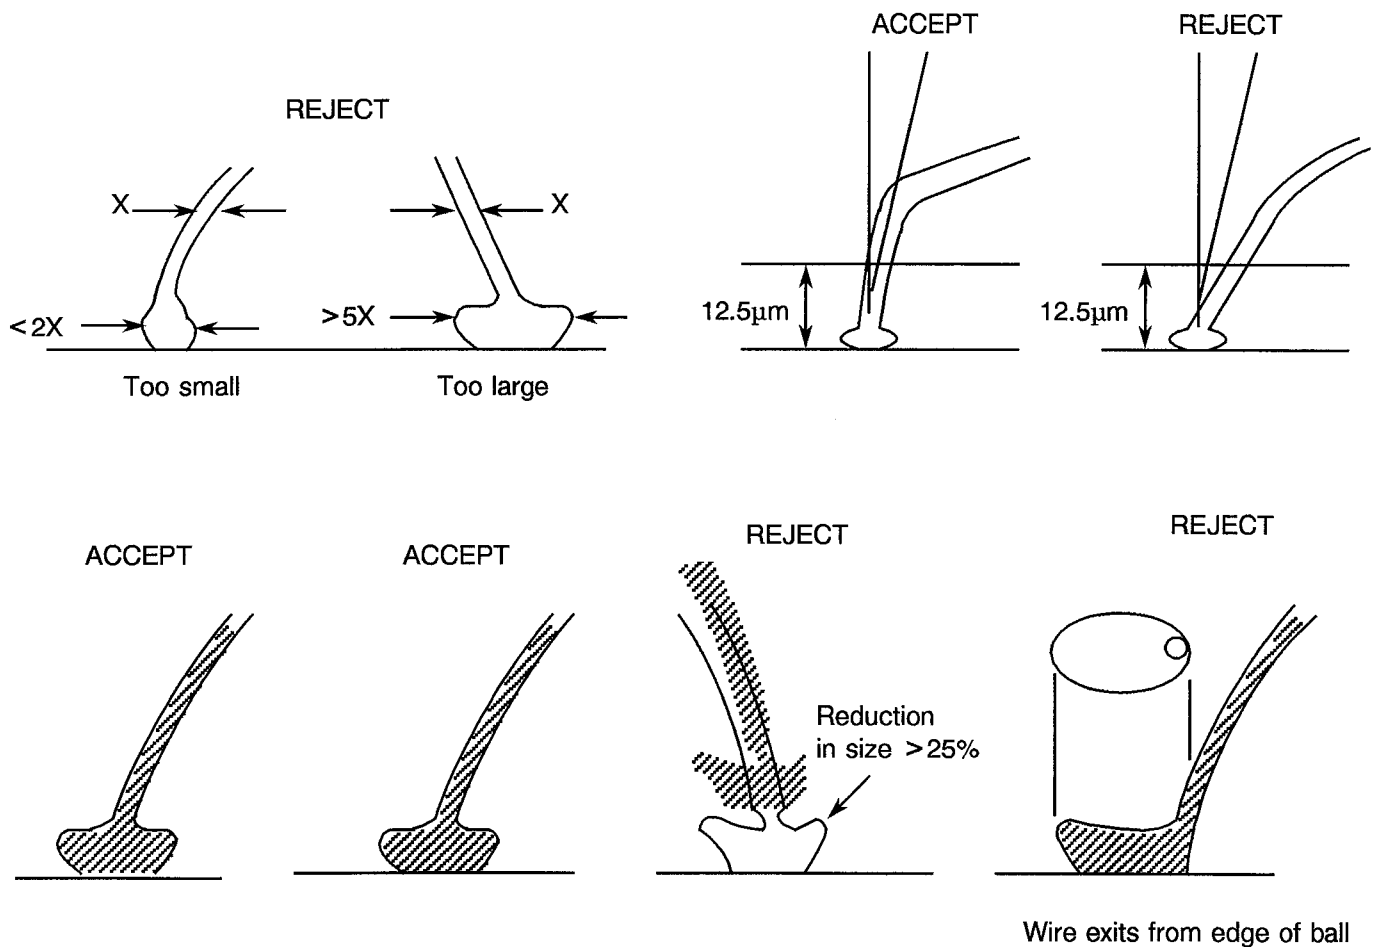 ACCEPT
REJECT
REJECT
X
X
12.5μm
12.5μm
<2X
>5X
Too small
Too large
ACCEPT
ACCEPT
REJECT
REJECT
Reduction
in size >25%
Wire exits from edge of ball